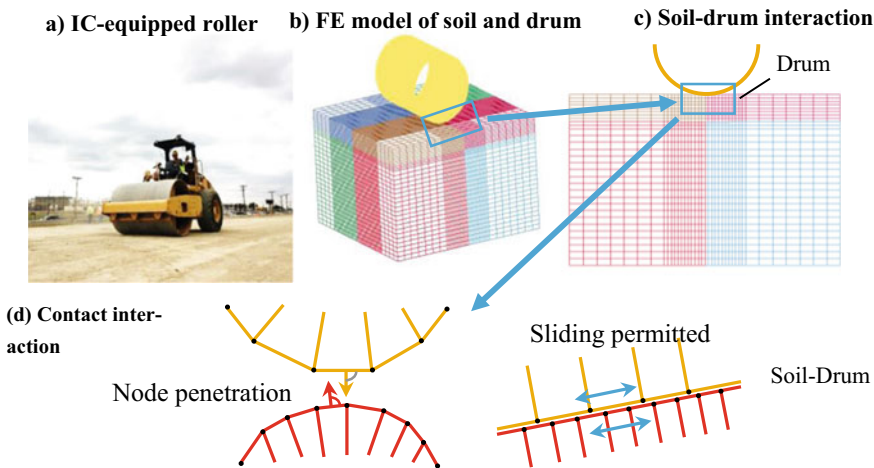 a) IC-equipped roller
b) FE model of soil and drum
c) Soil-drum interaction
Drum
(d) Contact inter-
action
Node penetration
Sliding permitted
Soil-Drum